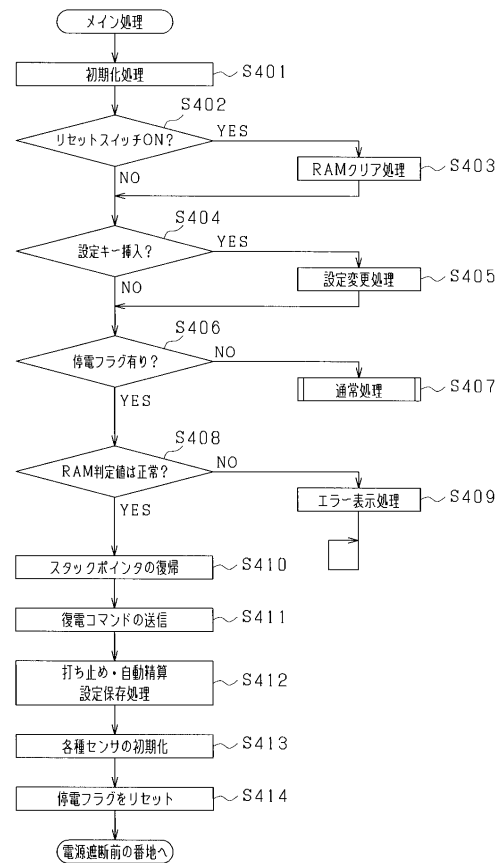 メイン処理
初期化処理
S401
S402
リセットスイッチON?
YES
RAMクリア処理
S403
NO
S404
設定キー挿入?
YES
設定変更処理
S405
NO
S406
停電フラグ有り?
NO
通常処理
S407
YES
S408
RAM判定値は正常?
NO
エラー表示処理
S409
YES
スタックポインタの復帰
S410
復電コマンドの送信
S411
打ち止め・自動精算
設定保存処理
S412
各種センサの初期化
S413
停電フラグをリセット
S414
電源遮断前の番地へ